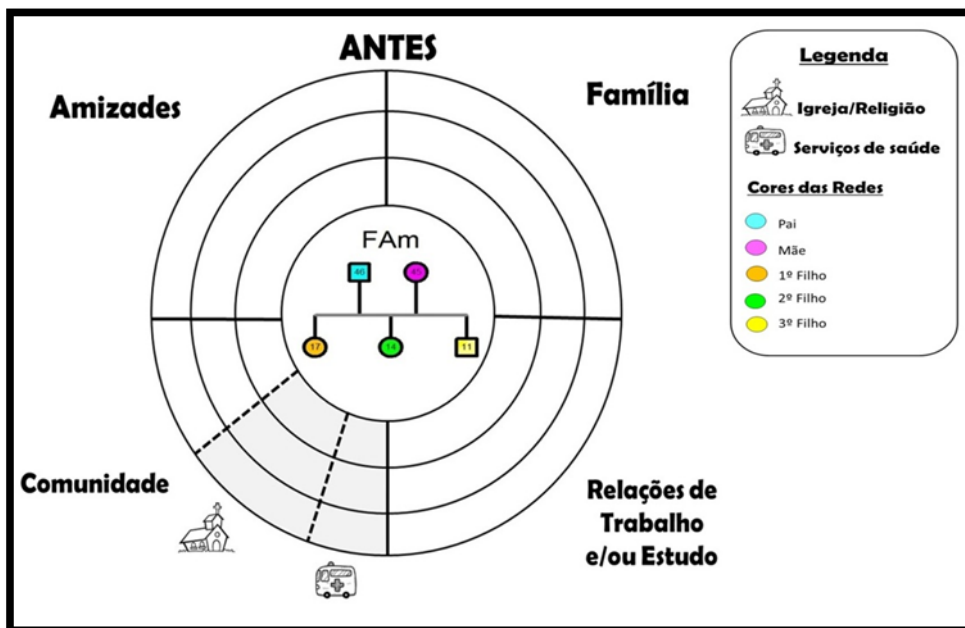 ANTES
Amizades
Família
FAm
46
45
17
14
11
Comunidade
Relações de
Trabalho
e/ou Estudo
Legenda
Igreja/Religião
Serviços de saúde
Cores das Redes
Pai
Mãe
1º Filho
2º Filho
3º Filho